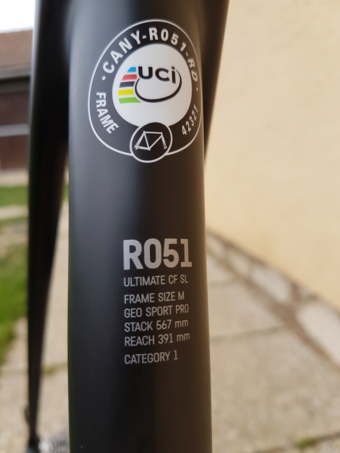 · CANY-R051-RD ·
uci
FRAME
42321
R051
ULTIMATE CF SL
FRAME SIZE M
GEO SPORT PRO
STACK 567 mm
REACH 391 mm
CATEGORY 1